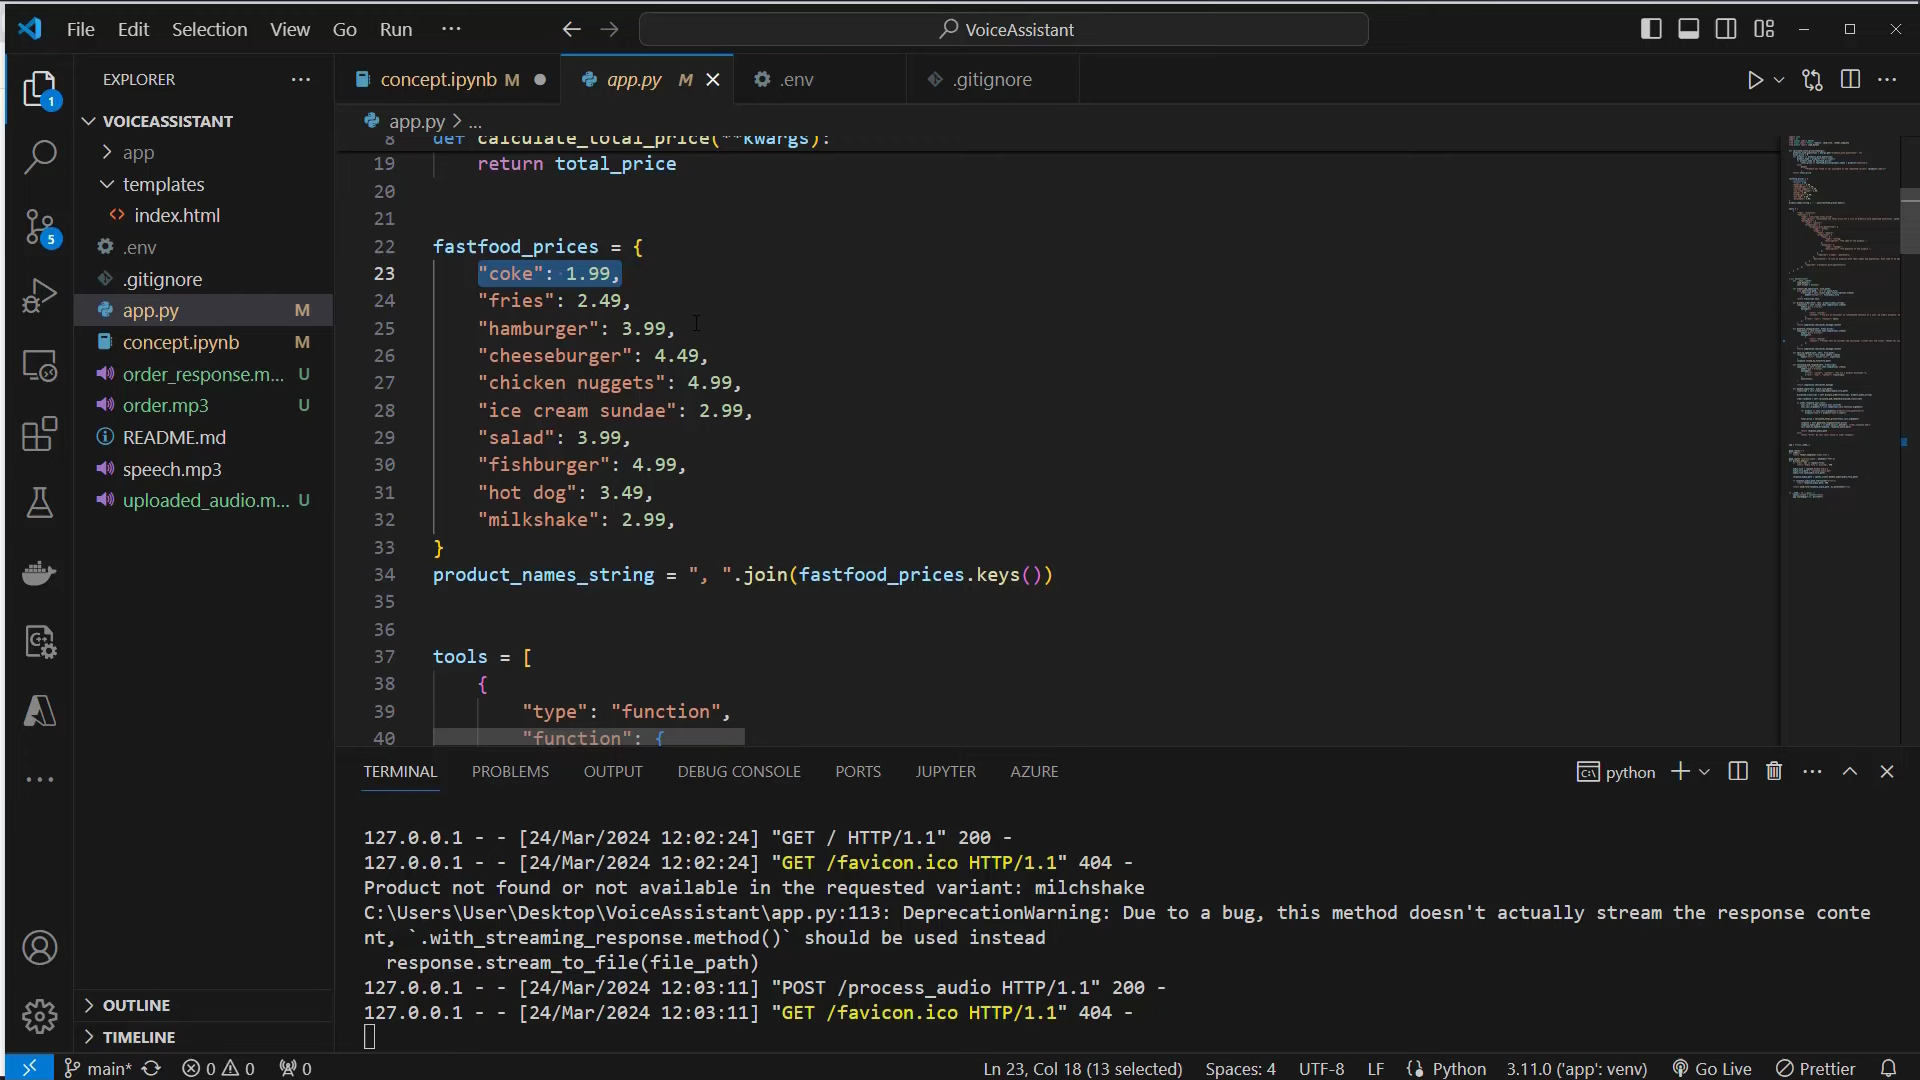 File Edit Selection View Go Run ···
VoiceAssistant
EXPLORER
concept.ipynb M
app.py M
.env
.gitignore
VOICEASSISTANT
app
templates
index.html
.env
.gitignore
app.py M
concept.ipynb M
order_response.m... U
order.mp3 U
README.md
speech.mp3
uploaded_audio.m... U
OUTLINE
TIMELINE
1
5
app.py > ...
8 def calculate_total_price(**kwargs):
19 return total_price
20
21
22 fastfood_prices = {
23 "coke": 1.99,
24 "fries": 2.49,
25 "hamburger": 3.99,
26 "cheeseburger": 4.49,
27 "chicken nuggets": 4.99,
28 "ice cream sundae": 2.99,
29 "salad": 3.99,
30 "fishburger": 4.99,
31 "hot dog": 3.49,
32 "milkshake": 2.99,
33 }
34 product_names_string = ", ".join(fastfood_prices.keys())
35
36
37 tools = [
38 {
39 "type": "function",
40 "function": {
TERMINAL PROBLEMS OUTPUT DEBUG CONSOLE PORTS JUPYTER AZURE
python
127.0.0.1 - - [24/Mar/2024 12:02:24] "GET / HTTP/1.1" 200 -
127.0.0.1 - - [24/Mar/2024 12:02:24] "GET /favicon.ico HTTP/1.1" 404 -
Product not found or not available in the requested variant: milchshake
C:\Users\User\Desktop\VoiceAssistant\app.py:113: DeprecationWarning: Due to a bug, this method doesn't actually stream the response conte
nt, `.with_streaming_response.method()` should be used instead
response.stream_to_file(file_path)
127.0.0.1 - - [24/Mar/2024 12:03:11] "POST /process_audio HTTP/1.1" 200 -
127.0.0.1 - - [24/Mar/2024 12:03:11] "GET /favicon.ico HTTP/1.1" 404 -
main* 0 0 0
Ln 23, Col 18 (13 selected) Spaces: 4 UTF-8 LF Python 3.11.0 ('app': venv) Go Live Prettier